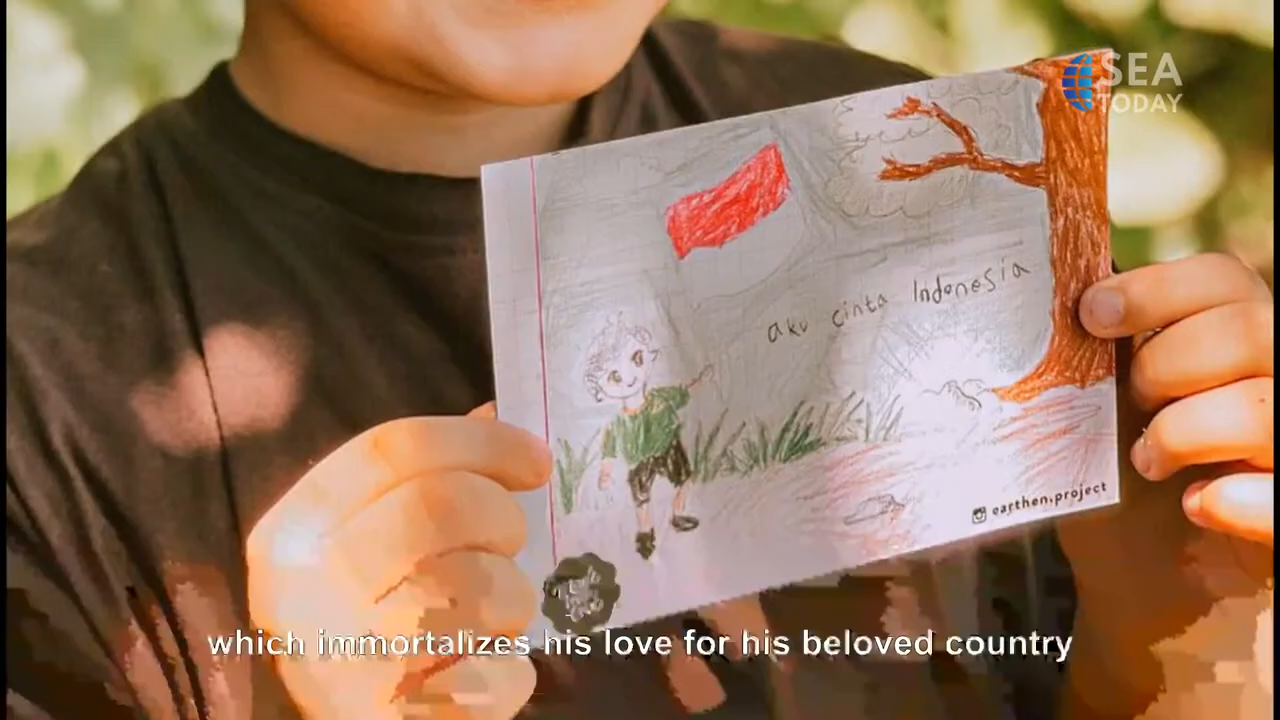 SEA
TODAY
aku cinta Indonesia
earthen.project
which immortalizes his love for his beloved country